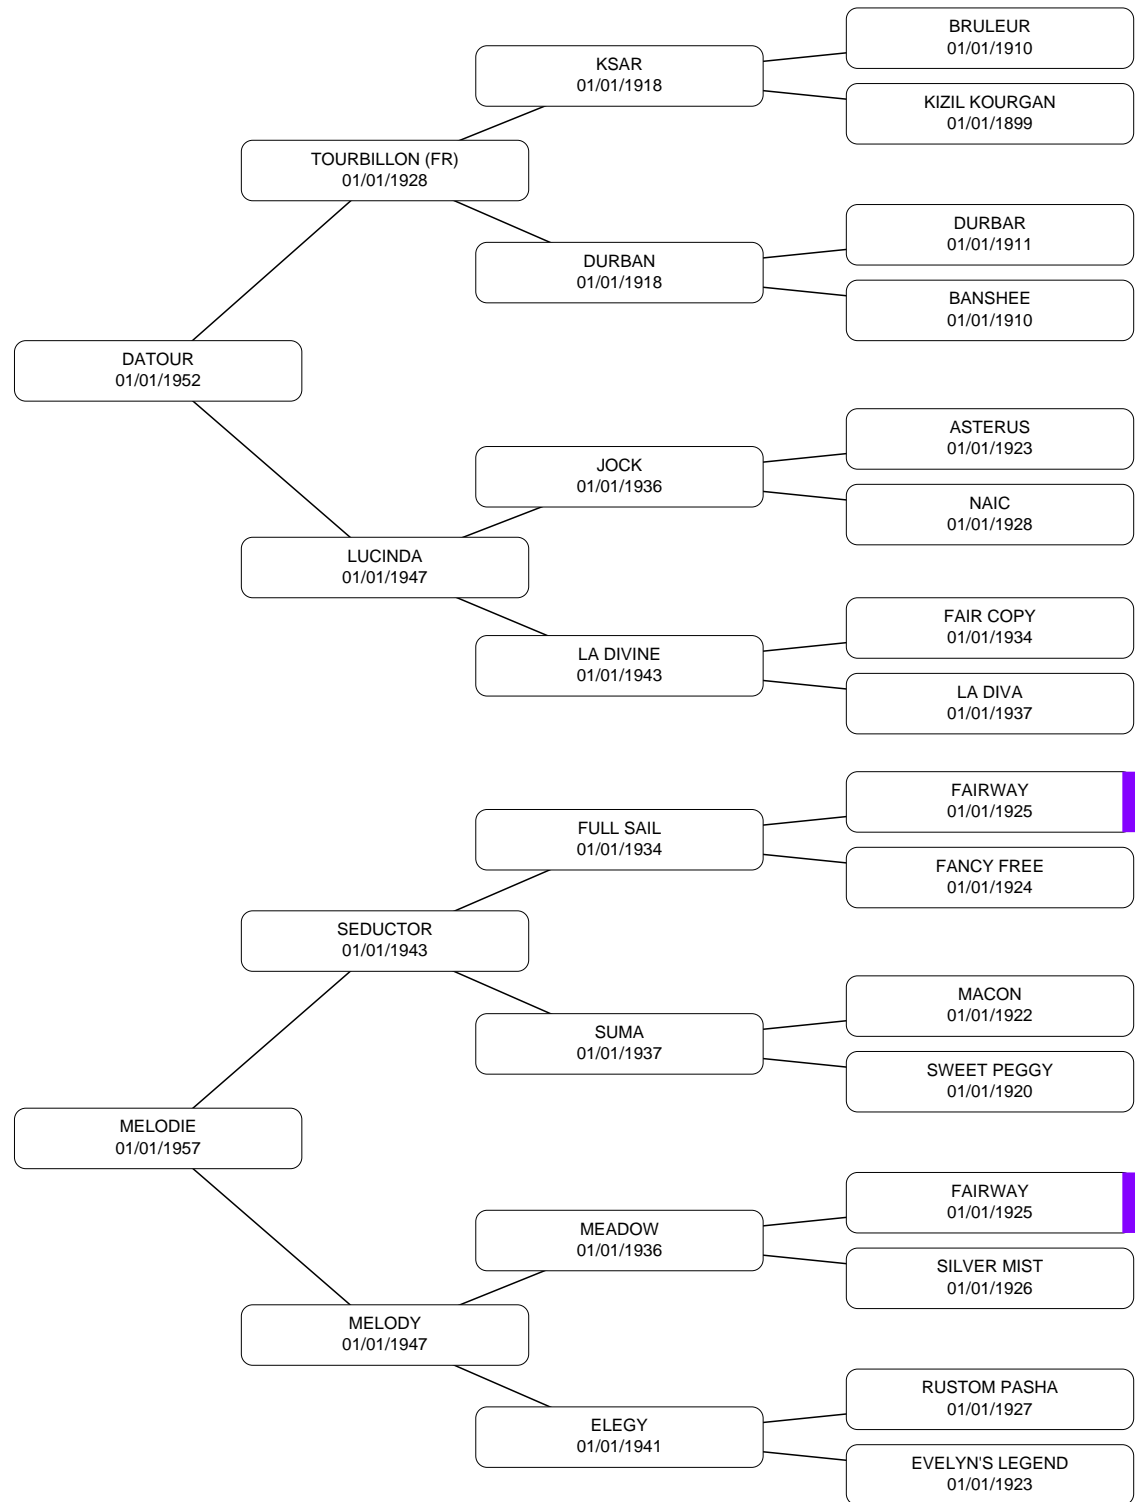 BRULEUR
01/01/1910
KSAR
01/01/1918
KIZIL KOURGAN
01/01/1899
TOURBILLON (FR)
01/01/1928
DURBAR
01/01/1911
DURBAN
01/01/1918
BANSHEE
01/01/1910
DATOUR
01/01/1952
ASTERUS
01/01/1923
JOCK
01/01/1936
NAIC
01/01/1928
LUCINDA
01/01/1947
FAIR COPY
01/01/1934
LA DIVINE
01/01/1943
LA DIVA
01/01/1937
FAIRWAY
01/01/1925
FULL SAIL
01/01/1934
FANCY FREE
01/01/1924
SEDUCTOR
01/01/1943
MACON
01/01/1922
SUMA
01/01/1937
SWEET PEGGY
01/01/1920
MELODIE
01/01/1957
FAIRWAY
01/01/1925
MEADOW
01/01/1936
SILVER MIST
01/01/1926
MELODY
01/01/1947
RUSTOM PASHA
01/01/1927
ELEGY
01/01/1941
EVELYN'S LEGEND
01/01/1923